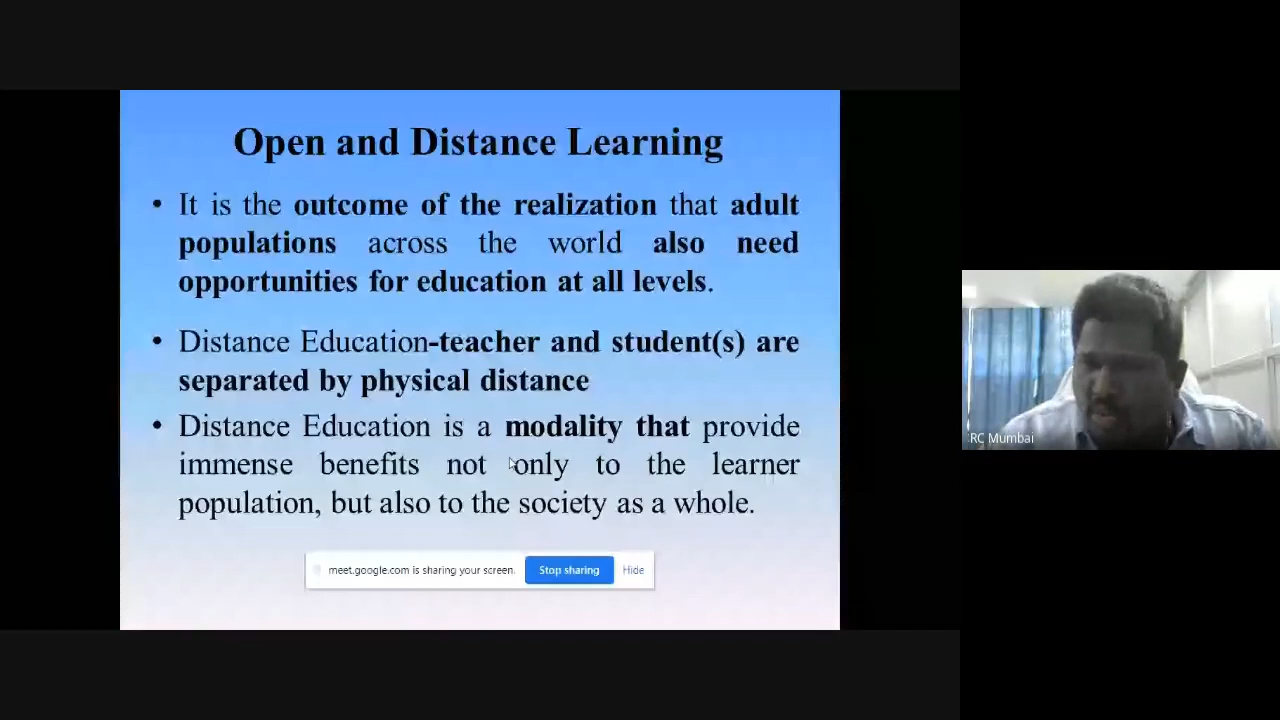 Open and Distance Learning
• It is the outcome of the realization that adult
populations across the world also need
opportunities for education at all levels.
• Distance Education-teacher and student(s) are
separated by physical distance
• Distance Education is a modality that provide
immense benefits not only to the learner
population, but also to the society as a whole.
meet.google.com is sharing your screen. Stop sharing Hide
RC Mumbai